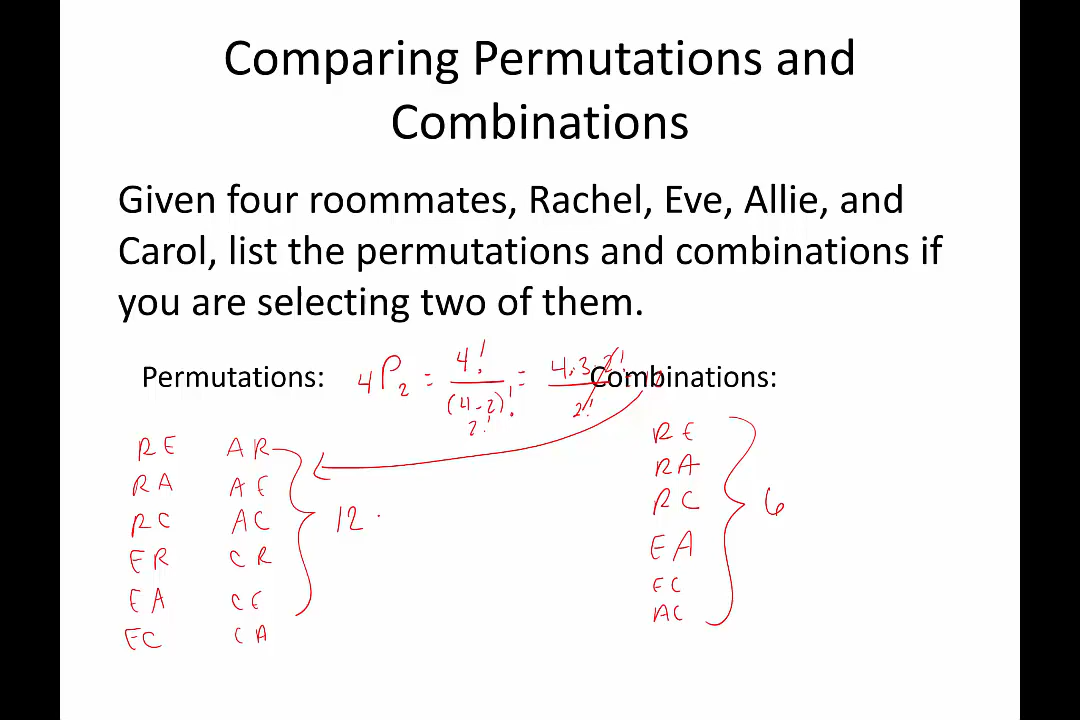 Comparing Permutations and
Combinations
Given four roommates, Rachel, Eve, Allie, and
Carol, list the permutations and combinations if
you are selecting two of them.
Permutations: 4P2 = 4!/(4-2)! = 4·3·2!/2!
2!
Combinations:
RE AR
RA AE
RC AC
ER CR
EA CE
EC CA
12
RE
RA
RC
EA
EC
AC
6